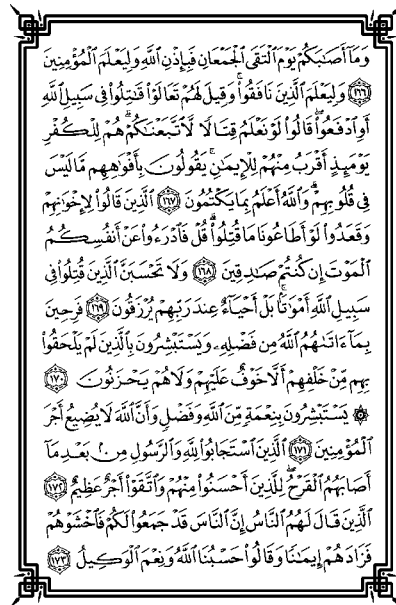 وَمَآ أَصَٰبَكُمْ يَوْمَ ٱلْتَقَى ٱلْجَمْعَانِ فَبِإِذْنِ ٱللَّهِ وَلِيَعْلَمَ ٱلْمُؤْمِنِينَ
١٦٦ وَلِيَعْلَمَ ٱلَّذِينَ نَافَقُوا۟ۚ وَقِيلَ لَهُمْ تَعَالَوْا۟ قَٰتِلُوا۟ فِى سَبِيلِ ٱللَّهِ
أَوِ ٱدْفَعُوا۟ۖ قَالُوا۟ لَوْ نَعْلَمُ قِتَالًا لَّٱتَّبَعْنَٰكُمْۗ هُمْ لِلْكُفْرِ
يَوْمَئِذٍ أَقْرَبُ مِنْهُمْ لِلْإِيمَٰنِۚ يَقُولُونَ بِأَفْوَٰهِهِم مَّا لَيْسَ
فِى قُلُوبِهِمْۗ وَٱللَّهُ أَعْلَمُ بِمَا يَكْتُمُونَ ١٦٧ ٱلَّذِينَ قَالُوا۟ لِإِخْوَٰنِهِمْ
وَقَعَدُوا۟ لَوْ أَطَاعُونَا مَا قُتِلُوا۟ۗ قُلْ فَٱدْرَءُوا۟ عَنْ أَنفُسِكُمُ
ٱلْمَوْتَ إِن كُنتُمْ صَٰدِقِينَ ١٦٨ وَلَا تَحْسَبَنَّ ٱلَّذِينَ قُتِلُوا۟ فِى
سَبِيلِ ٱللَّهِ أَمْوَٰتًۢاۚ بَلْ أَحْيَآءٌ عِندَ رَبِّهِمْ يُرْزَقُونَ ١٦٩ فَرِحِينَ
بِمَآ ءَاتَىٰهُمُ ٱللَّهُ مِن فَضْلِهِۦ وَيَسْتَبْشِرُونَ بِٱلَّذِينَ لَمْ يَلْحَقُوا۟
بِهِم مِّنْ خَلْفِهِمْ أَلَّا خَوْفٌ عَلَيْهِمْ وَلَا هُمْ يَحْزَنُونَ ١٧٠
۞ يَسْتَبْشِرُونَ بِنِعْمَةٍ مِّنَ ٱللَّهِ وَفَضْلٍ وَأَنَّ ٱللَّهَ لَا يُضِيعُ أَجْرَ
ٱلْمُؤْمِنِينَ ١٧١ ٱلَّذِينَ ٱسْتَجَابُوا۟ لِلَّهِ وَٱلرَّسُولِ مِنۢ بَعْدِ مَآ
أَصَابَهُمُ ٱلْقَرْحُۚ لِلَّذِينَ أَحْسَنُوا۟ مِنْهُمْ وَٱتَّقَوْا۟ أَجْرٌ عَظِيمٌ ١٧٢
ٱلَّذِينَ قَالَ لَهُمُ ٱلنَّاسُ إِنَّ ٱلنَّاسَ قَدْ جَمَعُوا۟ لَكُمْ فَٱخْشَوْهُمْ
فَزَادَهُمْ إِيمَٰنًا وَقَالُوا۟ حَسْبُنَا ٱللَّهُ وَنِعْمَ ٱلْوَكِيلُ ١٧٣